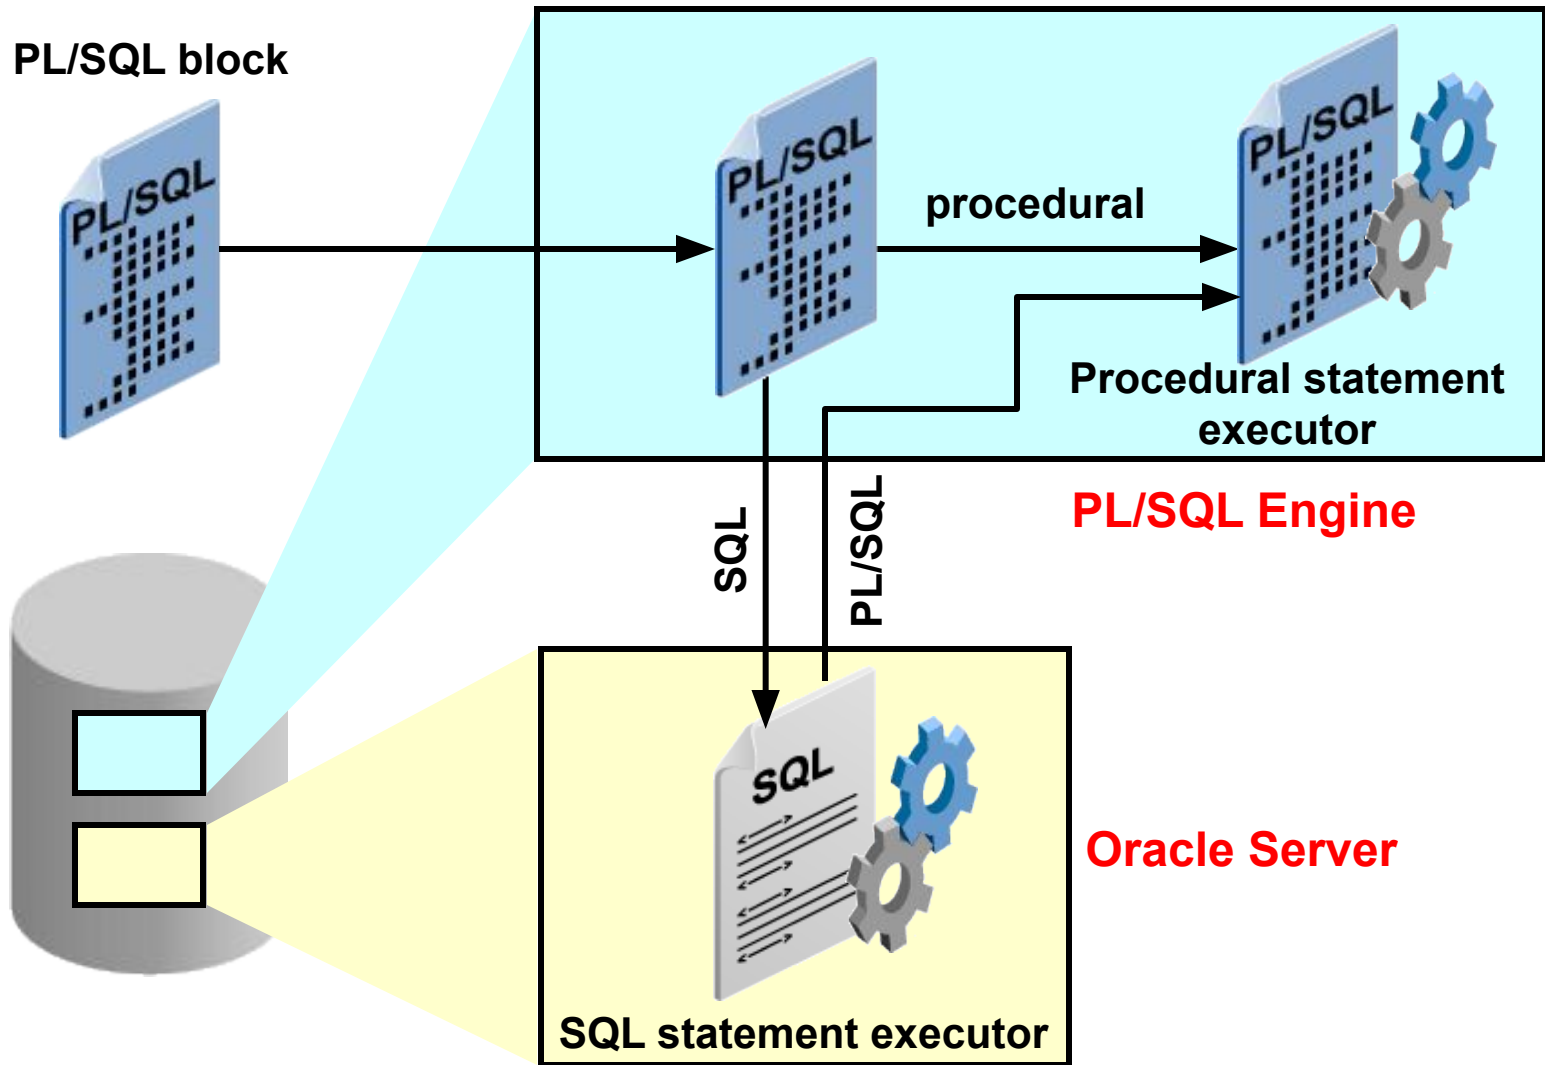 PL/SQL block
PL/SQL
PL/SQL
PL/SQL
procedural
Procedural statement
executor
PL/SQL Engine
SQL
PL/SQL
SQL
Oracle Server
SQL statement executor